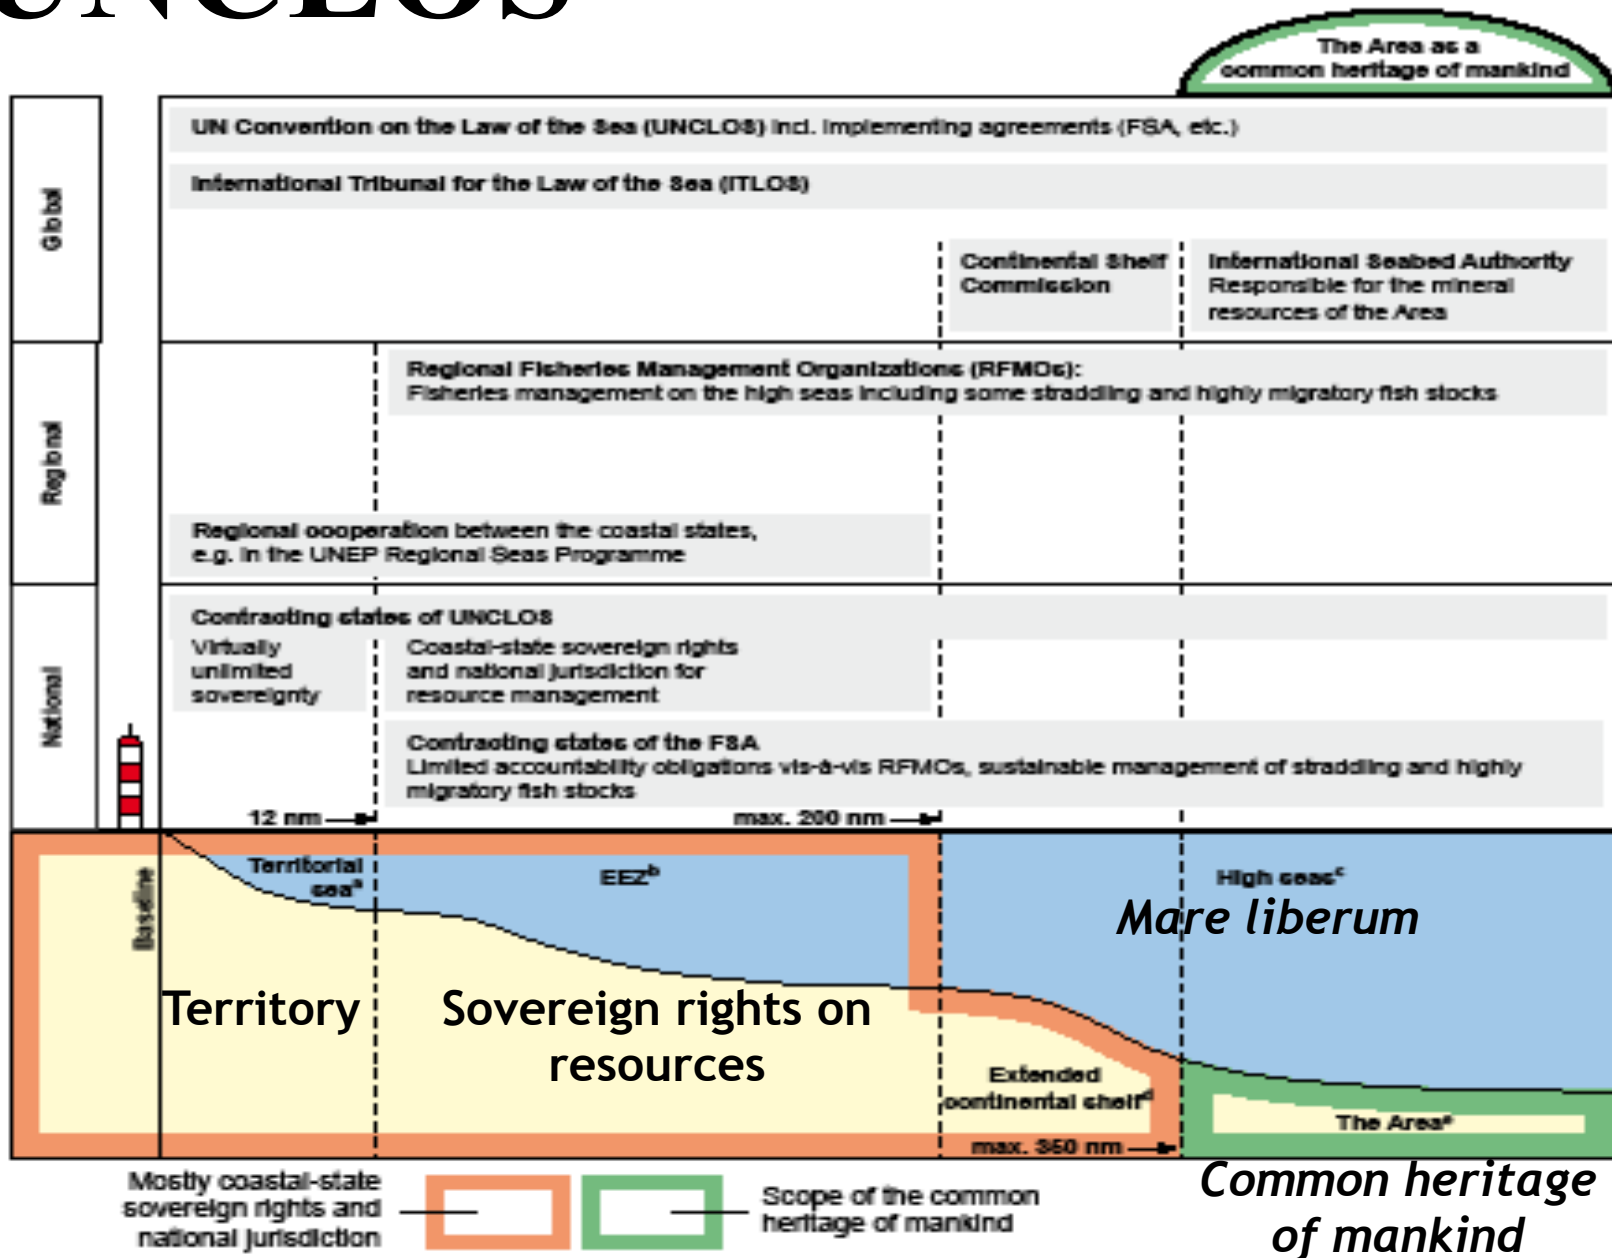 UNCLOS
The Area as a
common heritage of mankind
Global
UN Convention on the Law of the Sea (UNCLOS) incl. implementing agreements (FSA, etc.)
International Tribunal for the Law of the Sea (ITLOS)
Continental Shelf
Commission
International Seabed Authority
Responsible for the mineral
resources of the Area
Regional
Regional Fisheries Management Organizations (RFMOs):
Fisheries management on the high seas including some straddling and highly migratory fish stocks
Regional cooperation between the coastal states,
e.g. in the UNEP Regional Seas Programme
National
Contracting states of UNCLOS
Virtually
unlimited
sovereignty
Coastal-state sovereign rights
and national jurisdiction for
resource management
Contracting states of the FSA
Limited accountability obligations vis-à-vis RFMOs, sustainable management of straddling and highly
migratory fish stocks
12 nm
max. 200 nm
Baseline
Territorial
sea^a
EEZ^b
High seas^c
Mare liberum
Territory
Sovereign rights on
resources
Extended
continental shelf^d
The Area^e
max. 350 nm
Common heritage
of mankind
Mostly coastal-state
sovereign rights and
national jurisdiction
Scope of the common
heritage of mankind